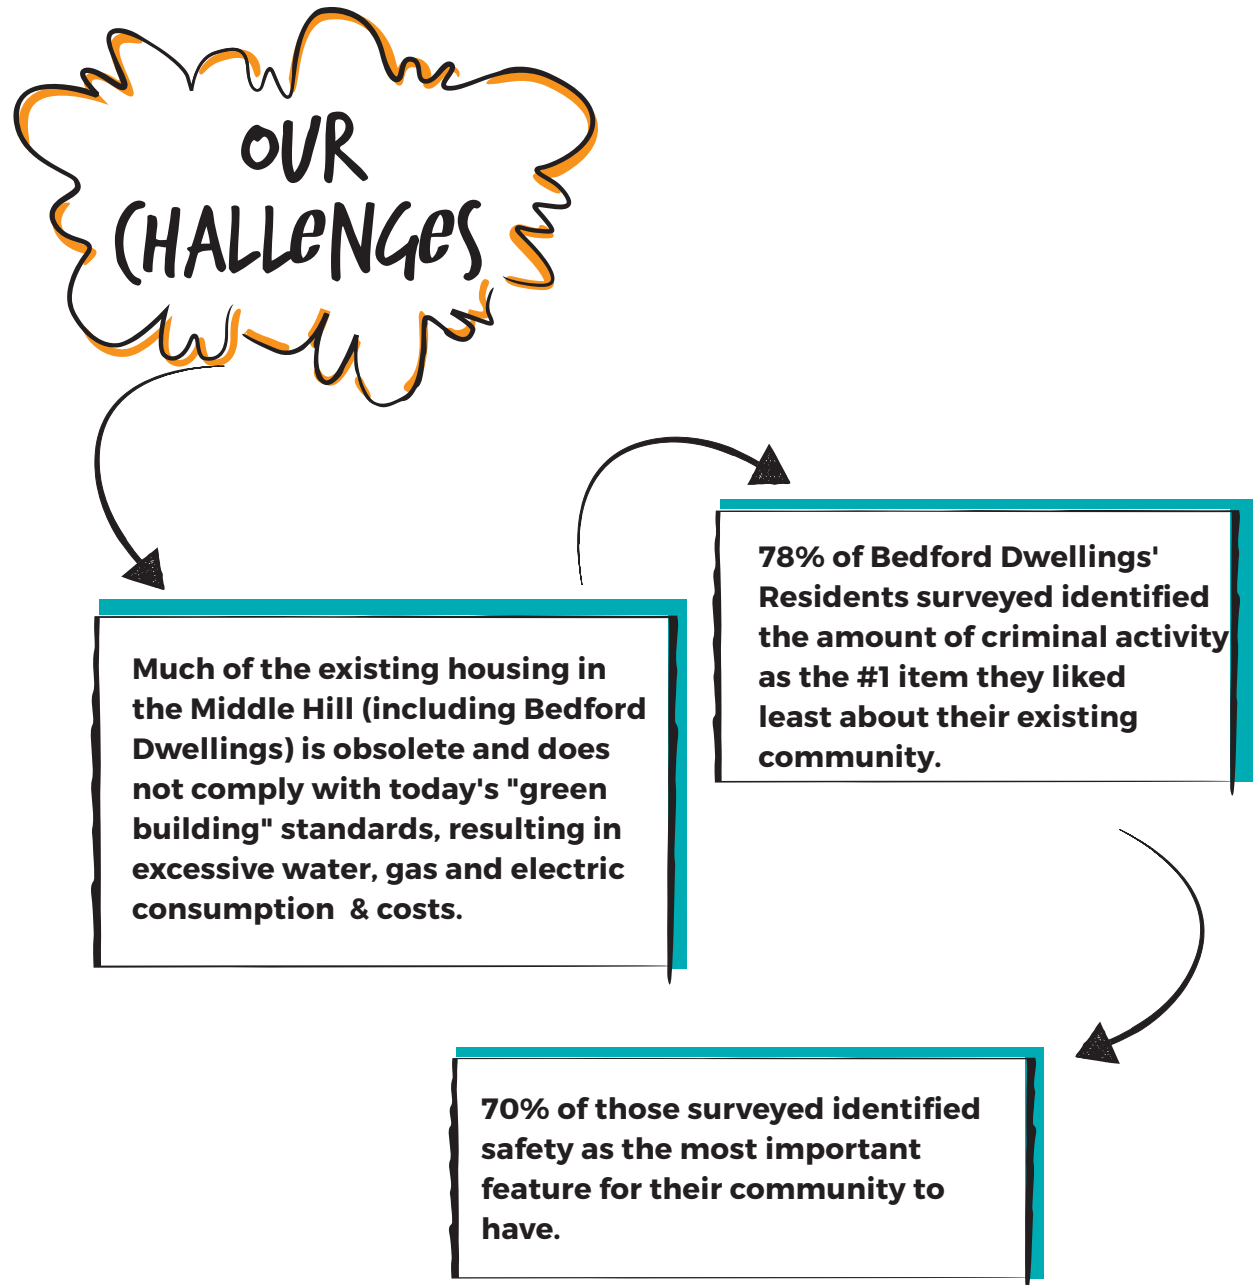 OUR
CHALLENGES
Much of the existing housing in
the Middle Hill (including Bedford
Dwellings) is obsolete and does
not comply with today's "green
building" standards, resulting in
excessive water, gas and electric
consumption  & costs.
78% of Bedford Dwellings'
Residents surveyed identified
the amount of criminal activity
as the #1 item they liked
least about their existing
community.
70% of those surveyed identified
safety as the most important
feature for their community to
have.